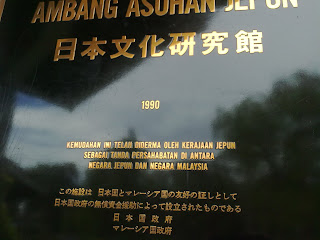 AMBANG ASUHAN JEPUN
日本文化研究館
1990
KEMUDAHAN INI TELAH DIDERMA OLEH KERAJAAN JEPUN
SEBAGAI TANDA PERSAHABATAN DI ANTARA
NEGARA JEPUN DAN NEGARA MALAYSIA
この施設は 日本国とマレーシア国の友好の証しとして
日本国政府の無償資金援助によって設立されたものである
日本国政府
マレーシア国政府